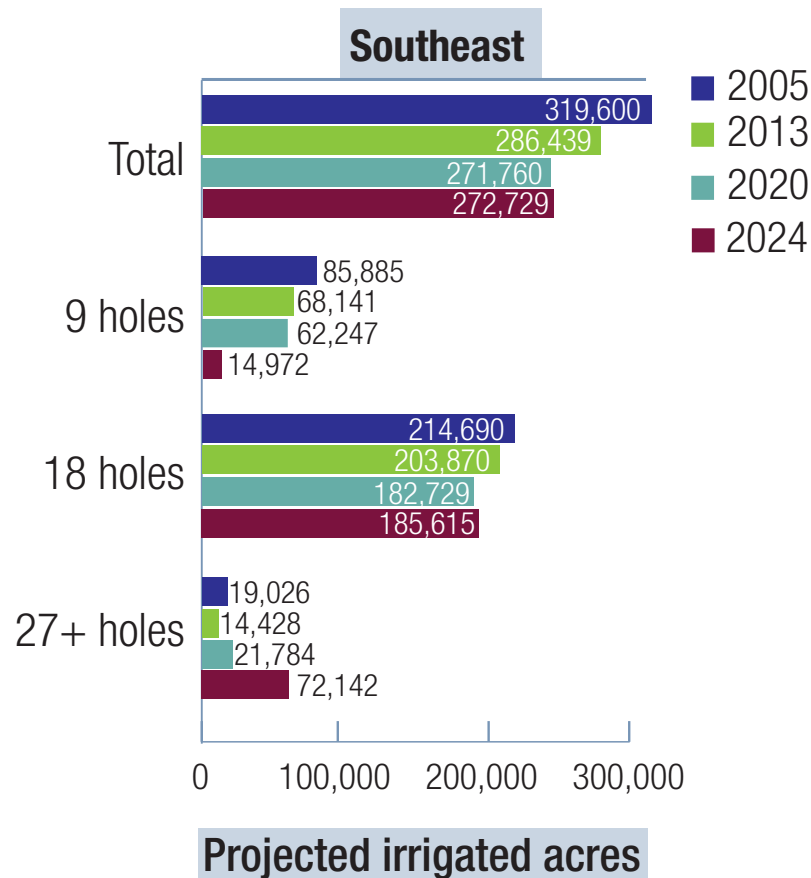 Southeast
2005
2013
2020
2024
Total
319,600
286,439
271,760
272,729
9 holes
85,885
68,141
62,247
14,972
18 holes
214,690
203,870
182,729
185,615
27+ holes
19,026
14,428
21,784
72,142
0 100,000 200,000 300,000
Projected irrigated acres